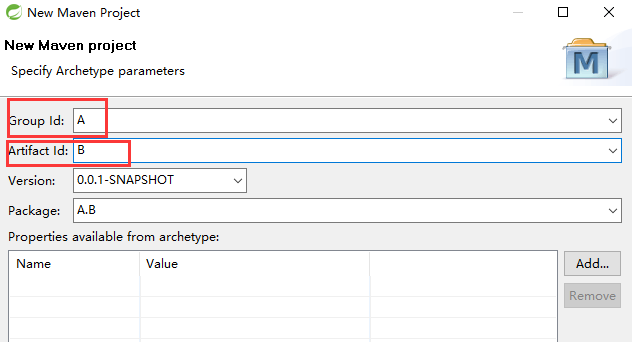 New Maven Project
New Maven project
Specify Archetype parameters
M
Group Id: A
Artifact Id: B
Version: 0.0.1-SNAPSHOT
Package: A.B
Properties available from archetype:
Name Value
Add...
Remove